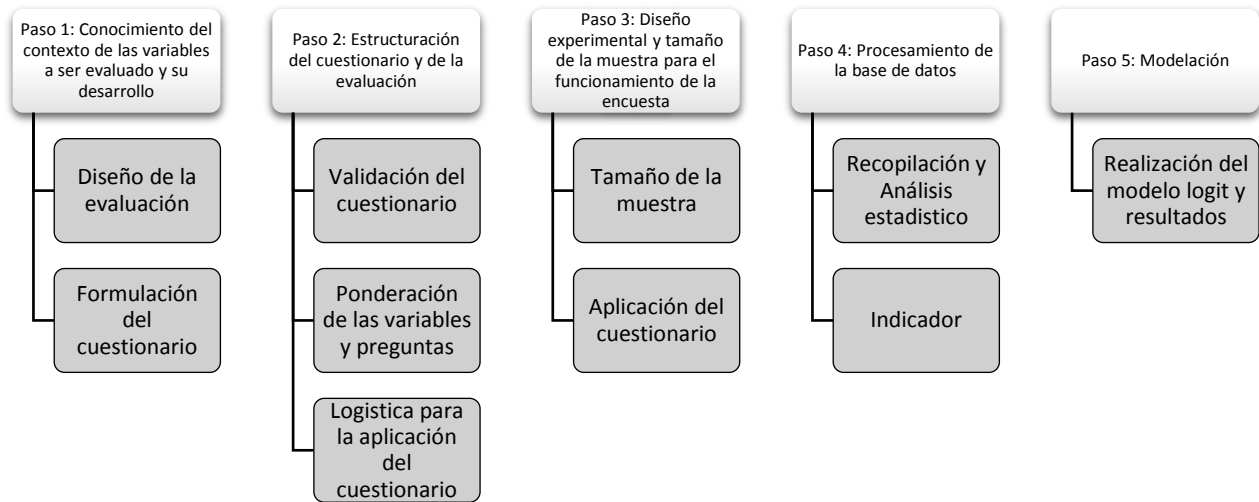 Paso 1: Conocimiento del
contexto de las variables
a ser evaluado y su
desarrollo
Diseño de la
evaluación
Formulación
del
cuestionario
Paso 2: Estructuración
del cuestionario y de la
evaluación
Validación del
cuestionario
Ponderación
de las variables
y preguntas
Logistica para
la aplicación
del
cuestionario
Paso 3: Diseño
experimental y tamaño
de la muestra para el
funcionamiento de la
encuesta
Tamaño de la
muestra
Aplicación del
cuestionario
Paso 4: Procesamiento de
la base de datos
Recopilación y
Análisis
estadistico
Indicador
Paso 5: Modelación
Realización del
modelo logit y
resultados